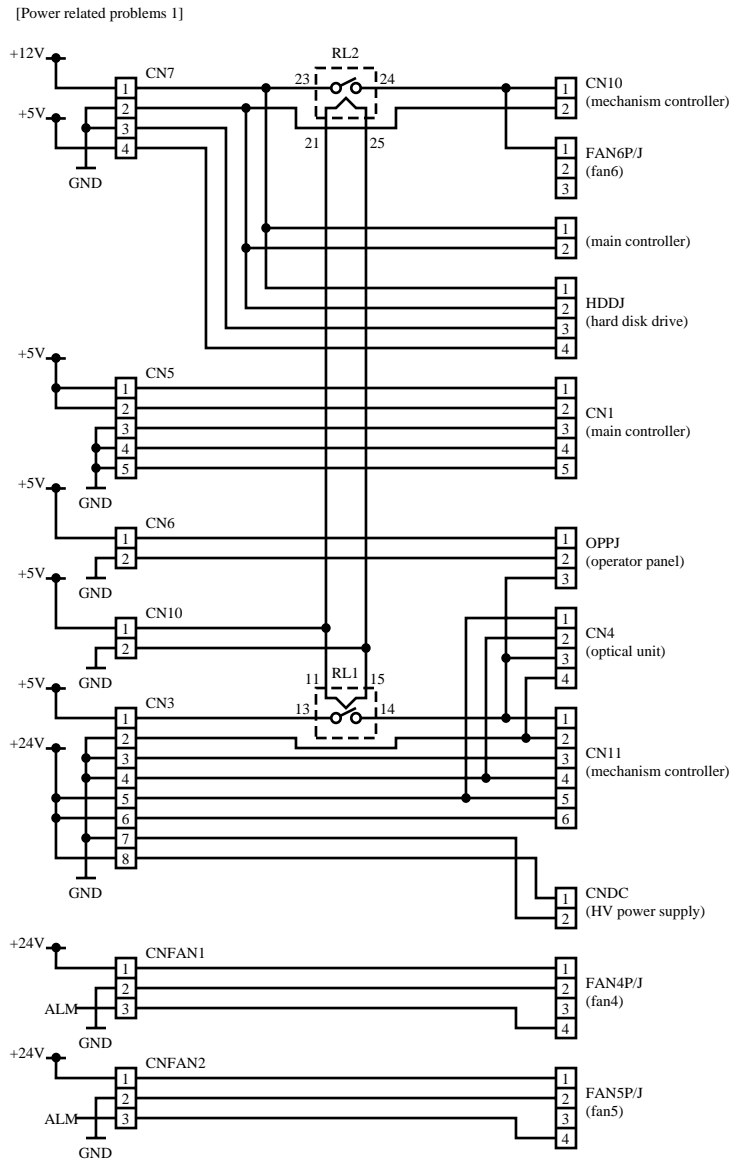 [Power related problems 1]
+12V
CN7
RL2
1
2
3
4
+5V
GND
23
24
21
25
1
2
CN10
(mechanism controller)
1
2
3
FAN6P/J
(fan6)
1
2
(main controller)
1
2
3
4
HDDJ
(hard disk drive)
+5V
CN5
1
2
3
4
5
GND
1
2
3
4
5
CN1
(main controller)
+5V
CN6
1
2
GND
1
2
3
OPPJ
(operator panel)
+5V
CN10
1
2
GND
1
2
3
4
CN4
(optical unit)
RL1
11
15
13
14
+5V
CN3
+24V
1
2
3
4
5
6
7
8
GND
1
2
3
4
5
6
CN11
(mechanism controller)
1
2
CNDC
(HV power supply)
+24V
CNFAN1
1
2
3
ALM
GND
1
2
3
4
FAN4P/J
(fan4)
+24V
CNFAN2
1
2
3
ALM
GND
1
2
3
4
FAN5P/J
(fan5)